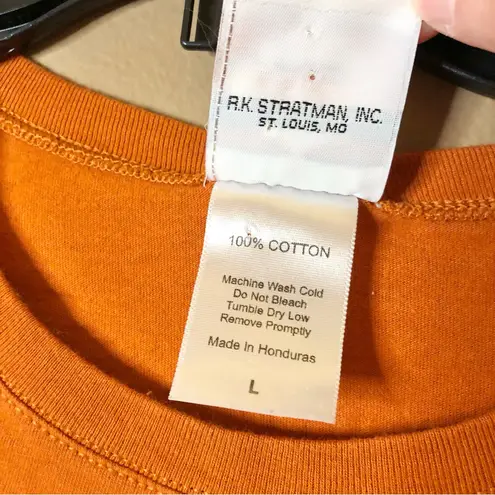 R.K. STRATMAN, INC.
ST. LOUIS, MO
100% COTTON
Machine Wash Cold
Do Not Bleach
Tumble Dry Low
Remove Promptly
Made In Honduras
L